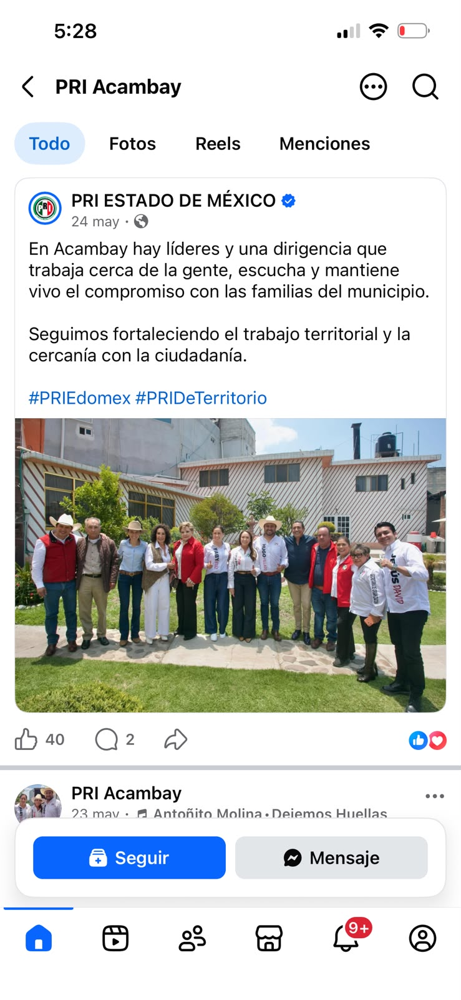 5:28
PRI Acambay
Todo
Fotos
Reels
Menciones
PRI
PRI ESTADO DE MÉXICO
24 may ·
En Acambay hay líderes y una dirigencia que
trabaja cerca de la gente, escucha y mantiene
vivo el compromiso con las familias del municipio.
Seguimos fortaleciendo el trabajo territorial y la
cercanía con la ciudadanía.
#PRIEdomex #PRIDeTerritorio
FABY
HUGO
JESÚS DAVID
40
2
PRI Acambay
23 may · Antoñito Molina • Dejemos Huellas
Seguir
Mensaje
9+